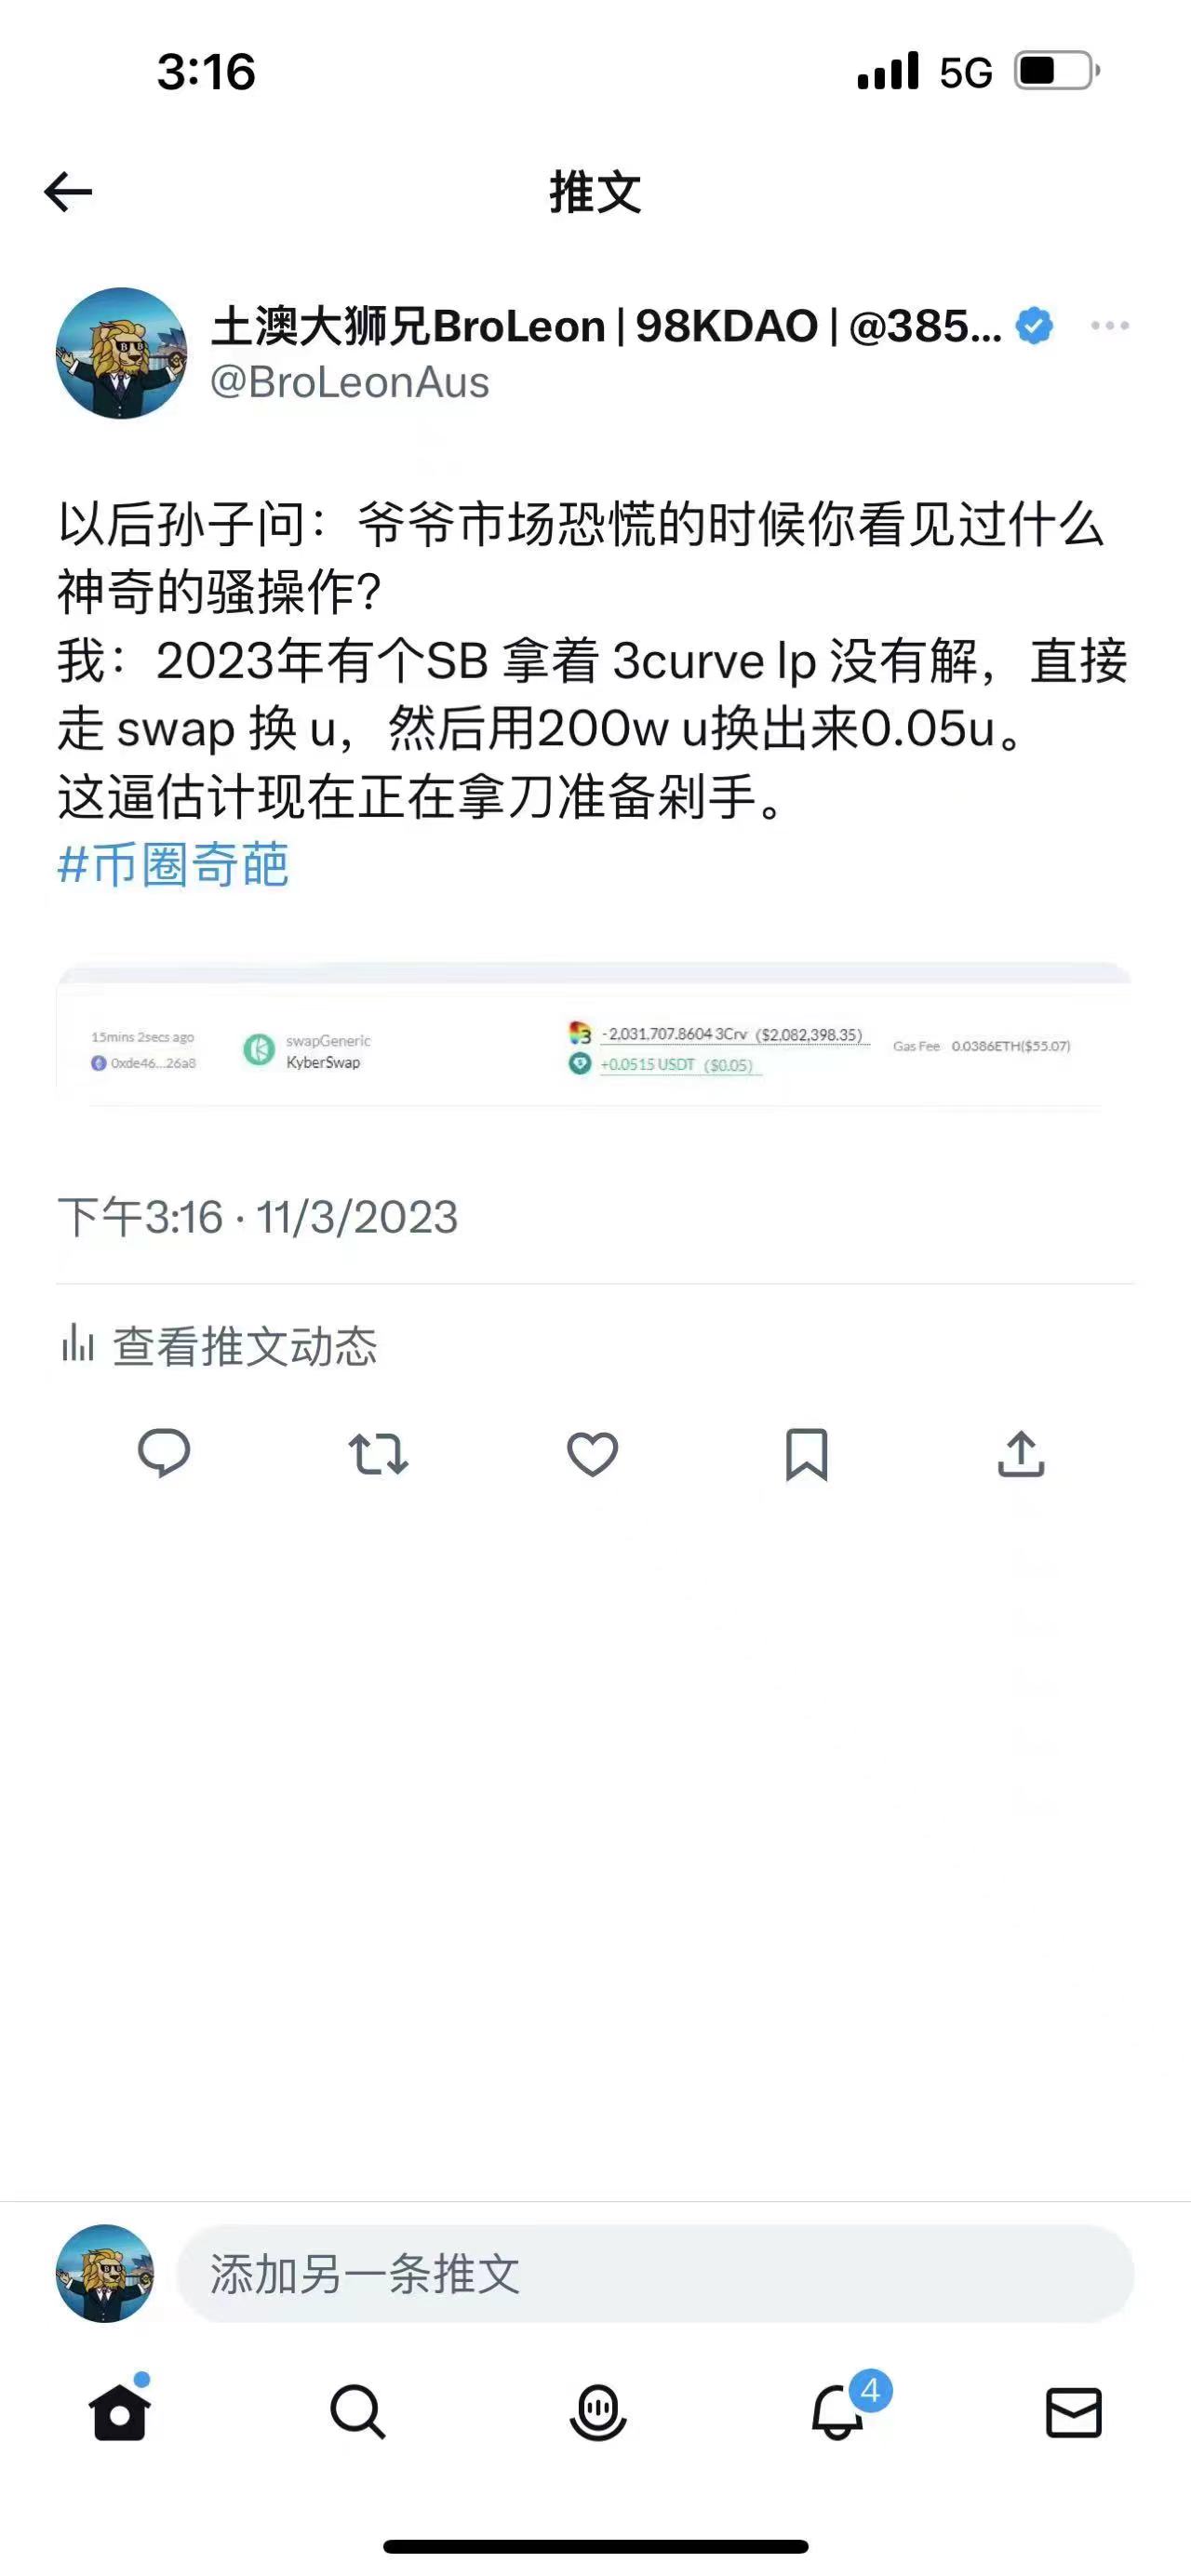 3:16
5G
推文
土澳大狮兄BroLeon | 98KDAO | @385...
@BroLeonAus
以后孙子问：爷爷市场恐慌的时候你看见过什么
神奇的骚操作？
我：2023年有个SB 拿着 3curve lp 没有解，直接
走 swap 换 u，然后用200w u换出来0.05u。
这逼估计现在正在拿刀准备剁手。
#币圈奇葩
15mins 2secs ago
0xde46...26a8
swapGeneric
KyberSwap
-2,031,707.8604 3Crv ($2,082,398.35)
+0.0515 USDT ($0.05)
Gas Fee 0.0386ETH($55.07)
下午3:16 · 11/3/2023
查看推文动态
添加另一条推文
4